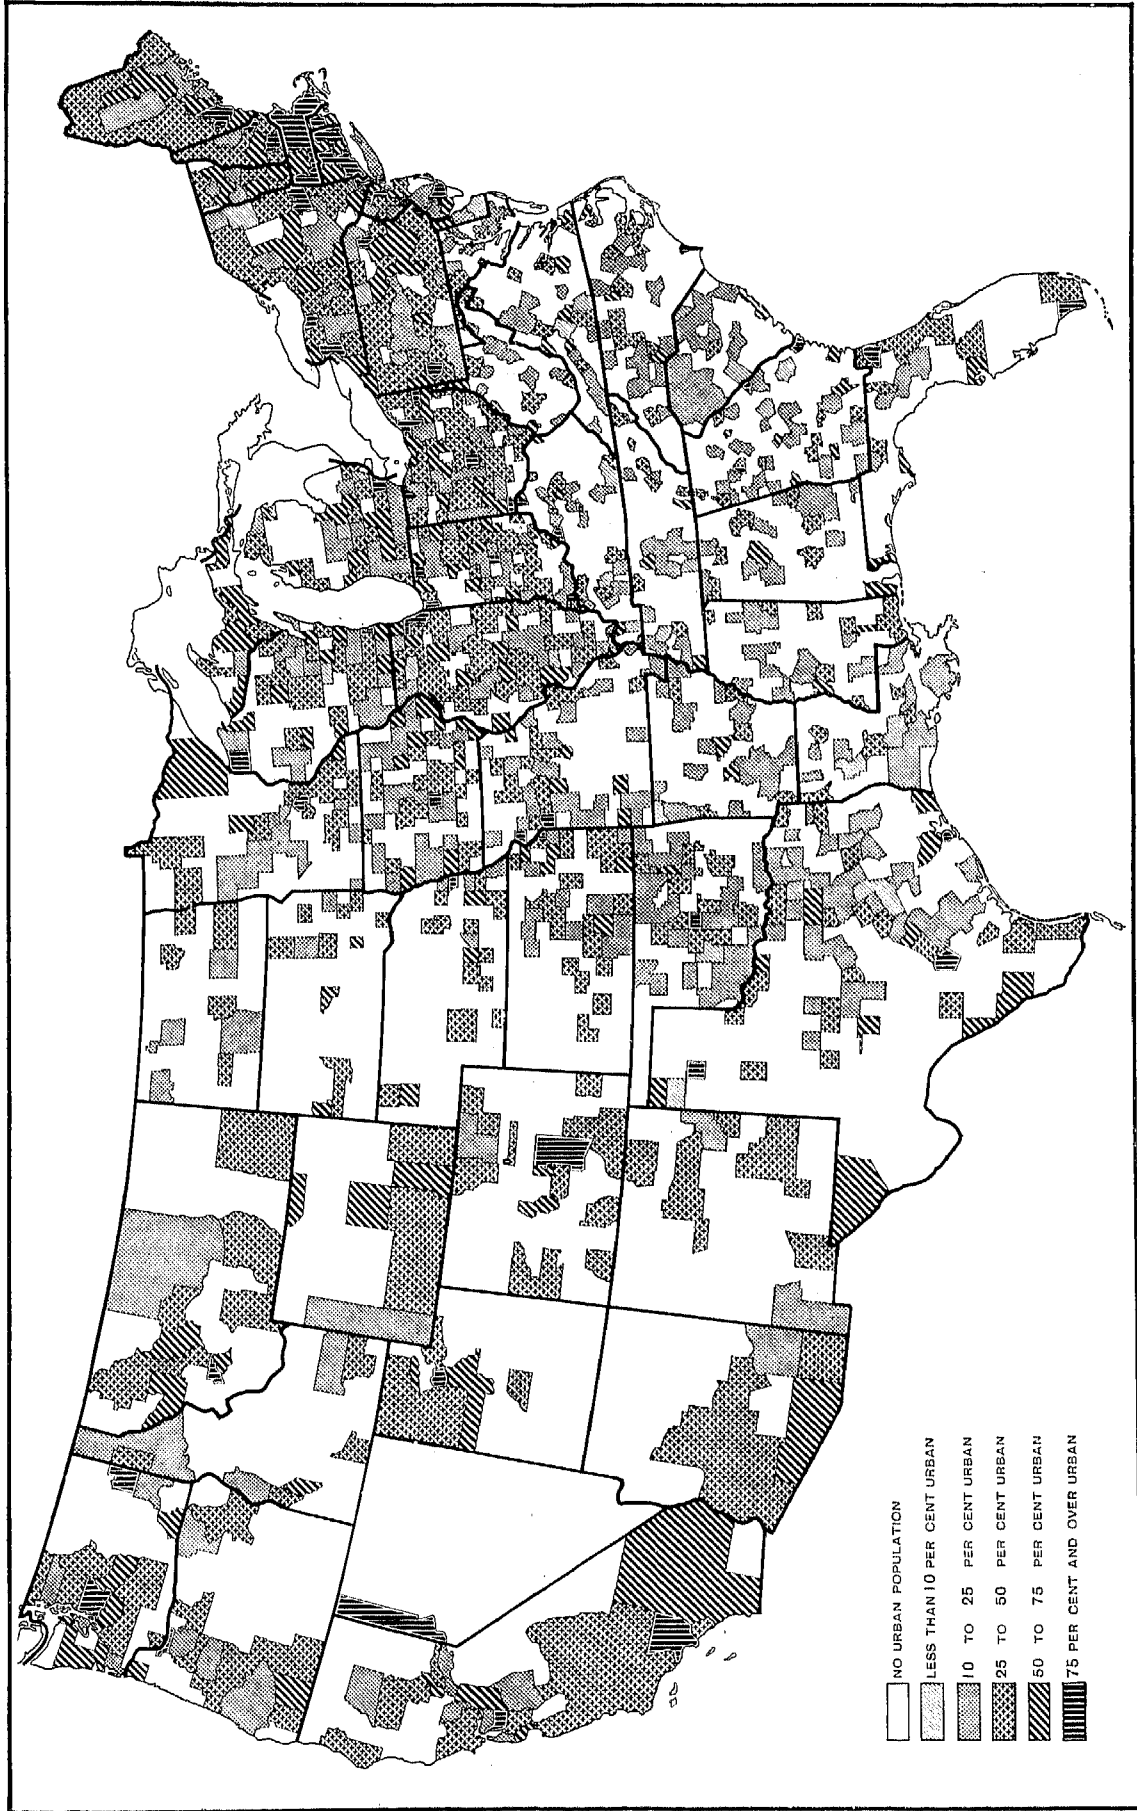 NO URBAN POPULATION
LESS THAN 10 PER CENT URBAN
10 TO 25 PER CENT URBAN
25 TO 50 PER CENT URBAN
50 TO 75 PER CENT URBAN
75 PER CENT AND OVER URBAN